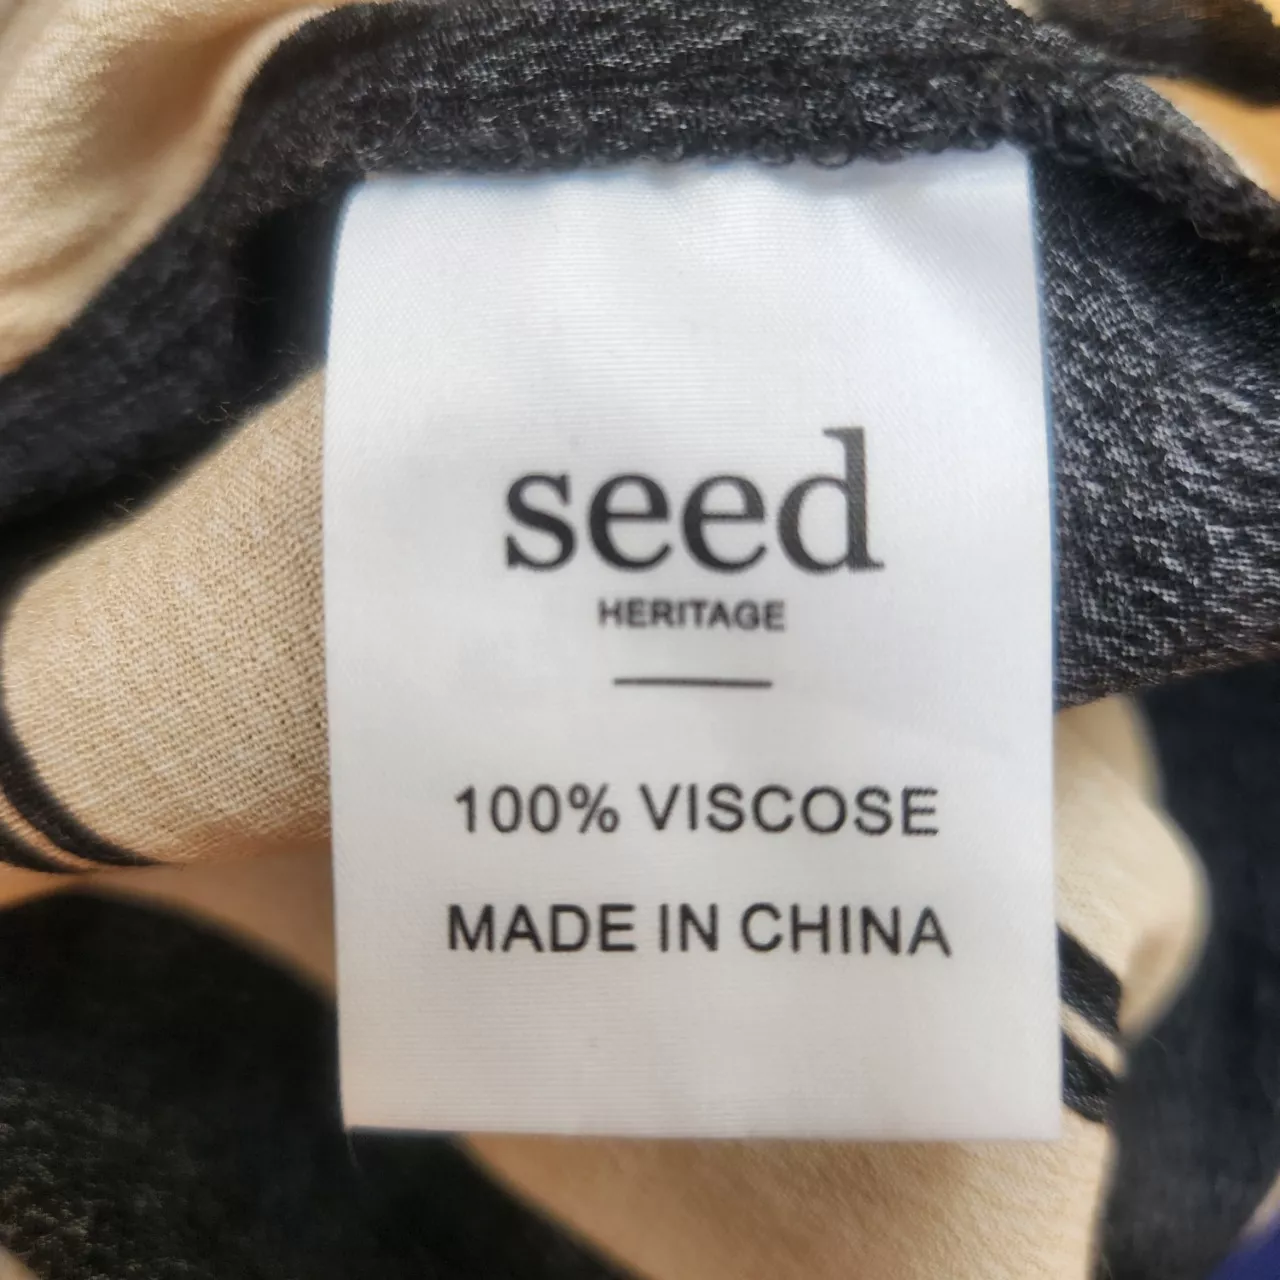 seed
HERITAGE
100% VISCOSE
MADE IN CHINA